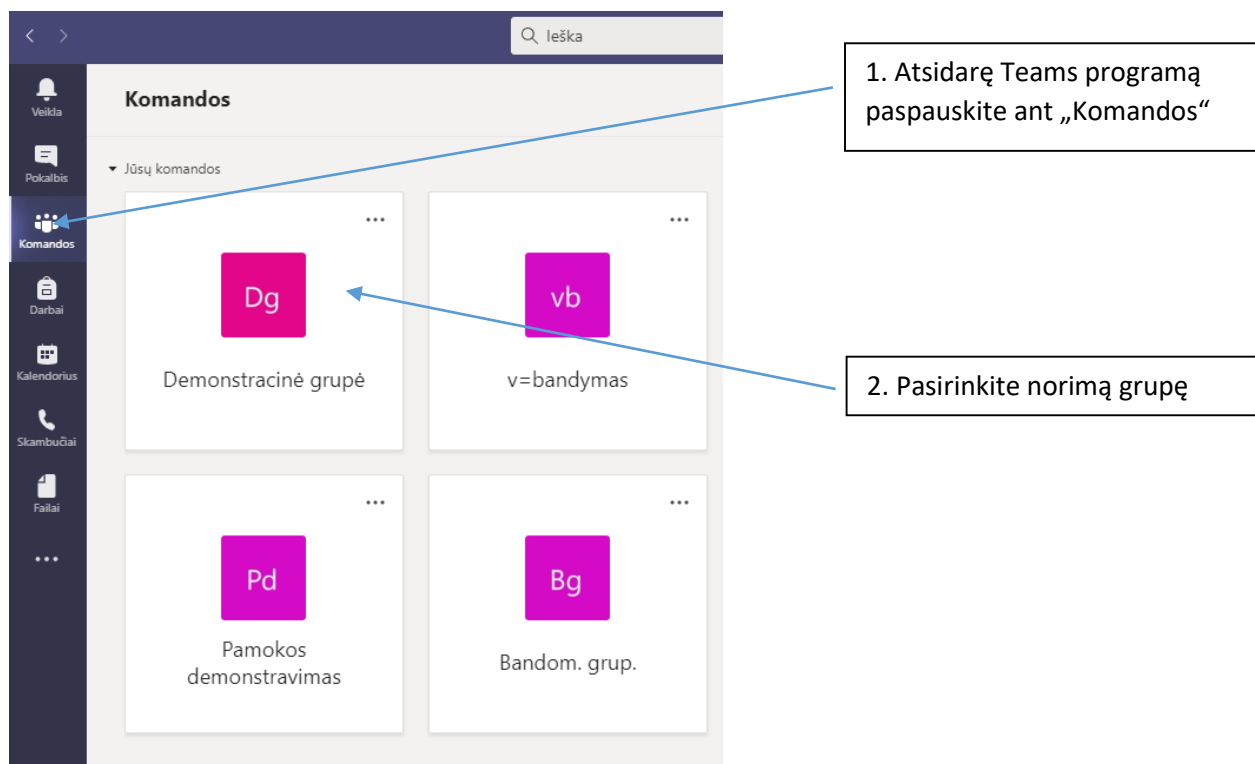 Ieška
Veikla
Pokalbis
Komandos
Darbai
Kalendorius
Skambučiai
Failai
Komandos
Jūsų komandos
Dg
Demonstracinė grupė
vb
v=bandymas
Pd
Pamokos
demonstravimas
Bg
Bandom. grup.
1. Atsidarę Teams programą
paspauskite ant „Komandos“
2. Pasirinkite norimą grupę